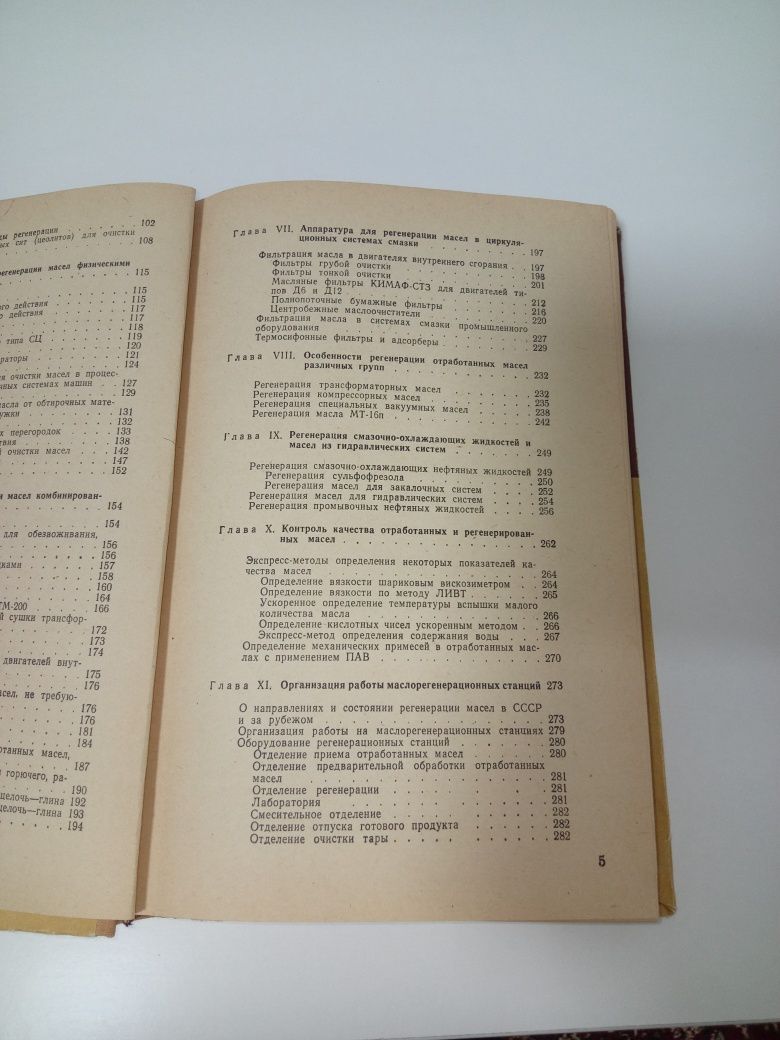 ды регенерации . . . . . . . . 102
ных сит (цеолитов) для очистки
. . . . . . . . . . 108
регенерации масел физическими
. . . . . . . . . . 115
. . . . . . . . . . 115
го действия . . . . . . . . 115
действия . . . . . . . . 117
. . . . . . . . . . 117
. . . . . . . . . . 118
типа СЦ . . . . . . . . 119
. . . . . . . . . . 120
раторы . . . . . . . . 121
. . . . . . . . . . 124
очистки масел в процес-
системах машин . . 127
. . . . . . . . . . 129
масла от обтирочных мате-
. . . . . . . . 131
. . . . . . . . . . 132
перегородок . . . . 133
. . . . . . . . 138
очистки масел . . . 142
. . . . . . . . . . 147
. . . . . . . . . . 152
масел комбинирован-
. . . . . . . . . . 154
. . . . . . . . . . 154
для обезвоживания,
. . . . . . . . . . 156
. . . . . . . . . . 156
. . . . . . . . 157
. . . . . . . . . . 158
. . . . . . . . . . 160
. . . . . . . . . . 164
ТМ-200 . . . . . . . . 166
й сушки трансфор-
. . . . . . . . . . 172
. . . . . . . . . . 173
. . . . . . . . . . 174
двигателей внут-
. . . . . . . . . . 175
. . . . . . . . . . 176
масел, не требую-
. . . . . . . . . . 176
. . . . . . . . . . 176
. . . . . . . . . . 181
. . . . . . . . . . 184
отанных масел,
. . . . . . . . . . 187
горючего, ра-
. . . . . . . . . . 190
щелочь—глина 192
щелочь—глина 193
. . . . . . . . . . 194
Глава VII. Аппаратура для регенерации масел в циркуля-
ционных системах смазки . . . . . . . . 197
Фильтрация масла в двигателях внутреннего сгорания . 197
Фильтры грубой очистки . . . . . . . . 198
Фильтры тонкой очистки . . . . . . . . 201
Масляные фильтры КИМАФ-СТЗ для двигателей ти-
пов Д6 и Д12 . . . . . . . . 212
Полнопоточные бумажные фильтры . . . . . 216
Центробежные маслоочистители . . . . . . 220
Фильтрация масла в системах смазки промышленного
оборудования . . . . . . . . 227
Термосифонные фильтры и адсорберы . . . . . 229
Глава VIII. Особенности регенерации отработанных масел
различных групп . . . . . . . . 232
Регенерация трансформаторных масел . . . . . 232
Регенерация компрессорных масел . . . . . . 235
Регенерация специальных вакуумных масел . . . . 238
Регенерация масла МТ-16п . . . . . . . . 242
Глава IX. Регенерация смазочно-охлаждающих жидкостей и
масел из гидравлических систем . . . . . . 249
Регенерация смазочно-охлаждающих нефтяных жидкостей 249
Регенерация сульфофрезола . . . . . . . 250
Регенерация масел для закалочных систем . . . 252
Регенерация масел для гидравлических систем . . . 254
Регенерация промывочных нефтяных жидкостей . . . 256
Глава X. Контроль качества отработанных и регенерирован-
ных масел . . . . . . . . 262
Экспресс-методы определения некоторых показателей ка-
чества масел . . . . . . . . 264
Определение вязкости шариковым вискозиметром . . 264
Определение вязкости по методу ЛИВТ . . . . . 265
Ускоренное определение температуры вспышки малого
количества масла . . . . . . . . 266
Определение кислотных чисел ускоренным методом . . 266
Экспресс-метод определения содержания воды . . . 267
Определение механических примесей в отработанных мас-
лах с применением ПАВ . . . . . . . . 270
Глава XI. Организация работы маслорегенерационных станций 273
О направлениях и состоянии регенерации масел в СССР
и за рубежом . . . . . . . . 273
Организация работы на маслорегенерационных станциях 279
Оборудование регенерационных станций . . . . . 280
Отделение приема отработанных масел . . . . . 280
Отделение предварительной обработки отработанных
масел . . . . . . . . 281
Отделение регенерации . . . . . . 281
Лаборатория . . . . . . . . 281
Смесительное отделение . . . . . . . . 282
Отделение отпуска готового продукта . . . . . 282
Отделение очистки тары . . . . . . . . 282
5